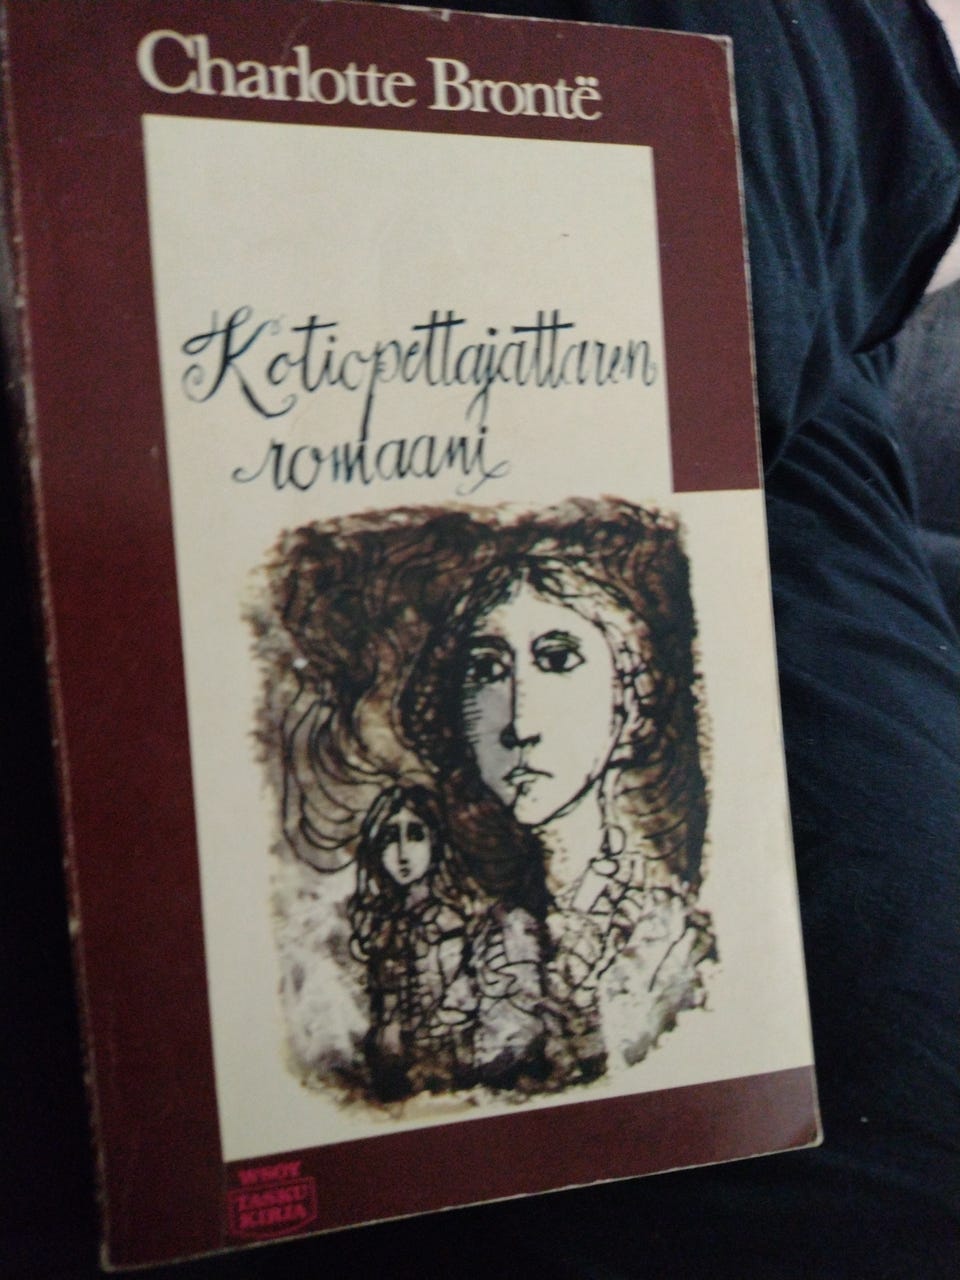 Charlotte Brontë
Kotiopettajattaren
romaani
WSOY
TASKU
KIRJA